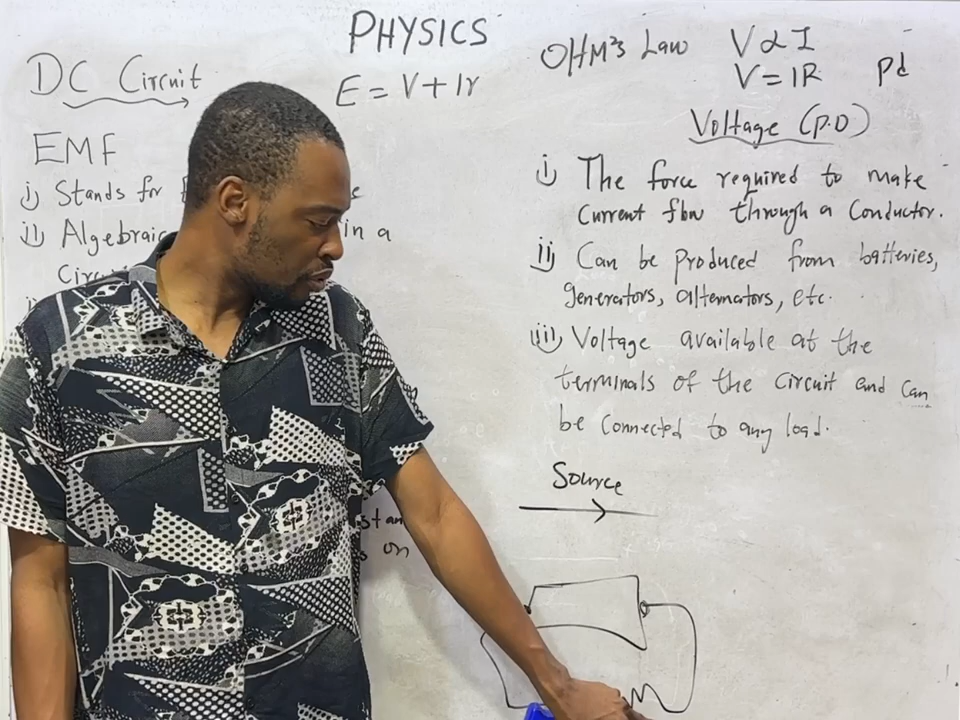 PHYSICS
DC Circuit
E = V + Ir
EMF
i) Stands for
ii) Algebraic in a
stan
on
OHM's Law V α I
V = IR Pd
Voltage (P.D)
i) The force required to make
Current flow through a Conductor.
ii) Can be produced from batteries,
generators, alternators, etc.
iii) Voltage available at the
terminals of the circuit and can
be connected to any load.
Source